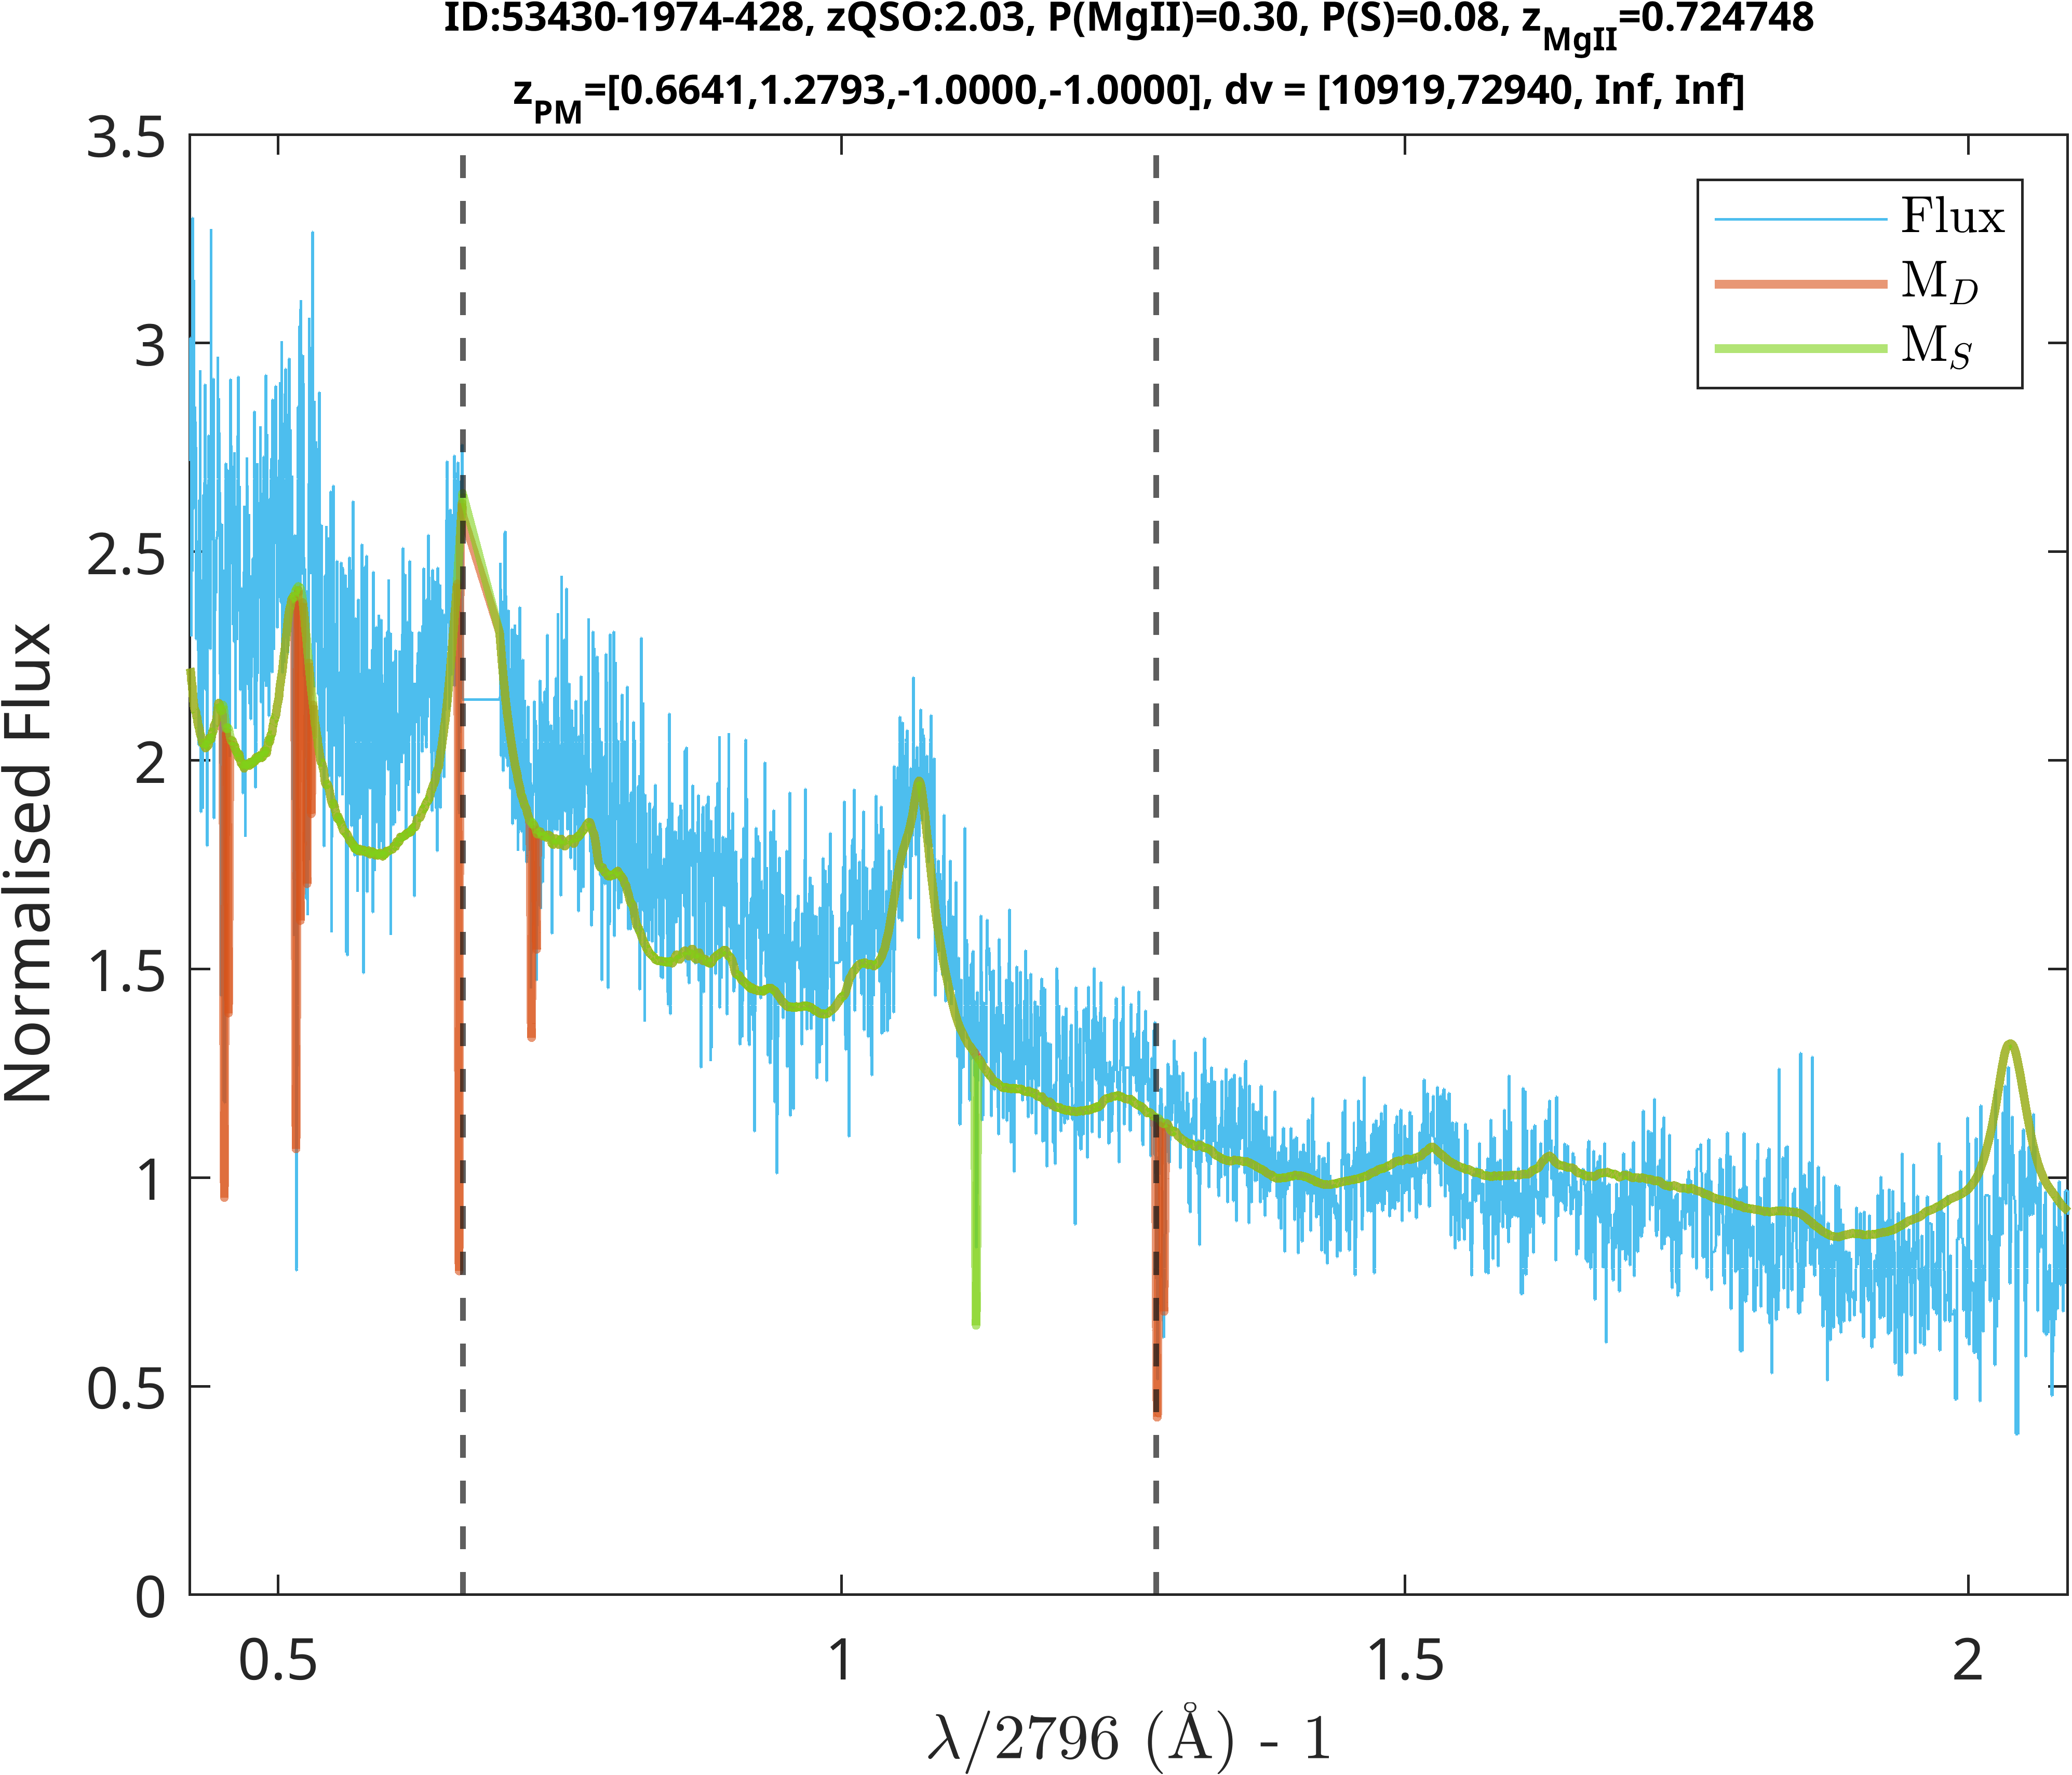 ID:53430-1974-428, zQSO:2.03, P(MgII)=0.30, P(S)=0.08, zMgII=0.724748
zPM=[0.6641,1.2793,-1.0000,-1.0000], dv = [10919,72940, Inf, Inf]
3.5
3
2.5
2
1.5
1
0.5
0
Normalised Flux
Flux
MD
MS
0.5
1
1.5
2
λ/2796 (Å) - 1